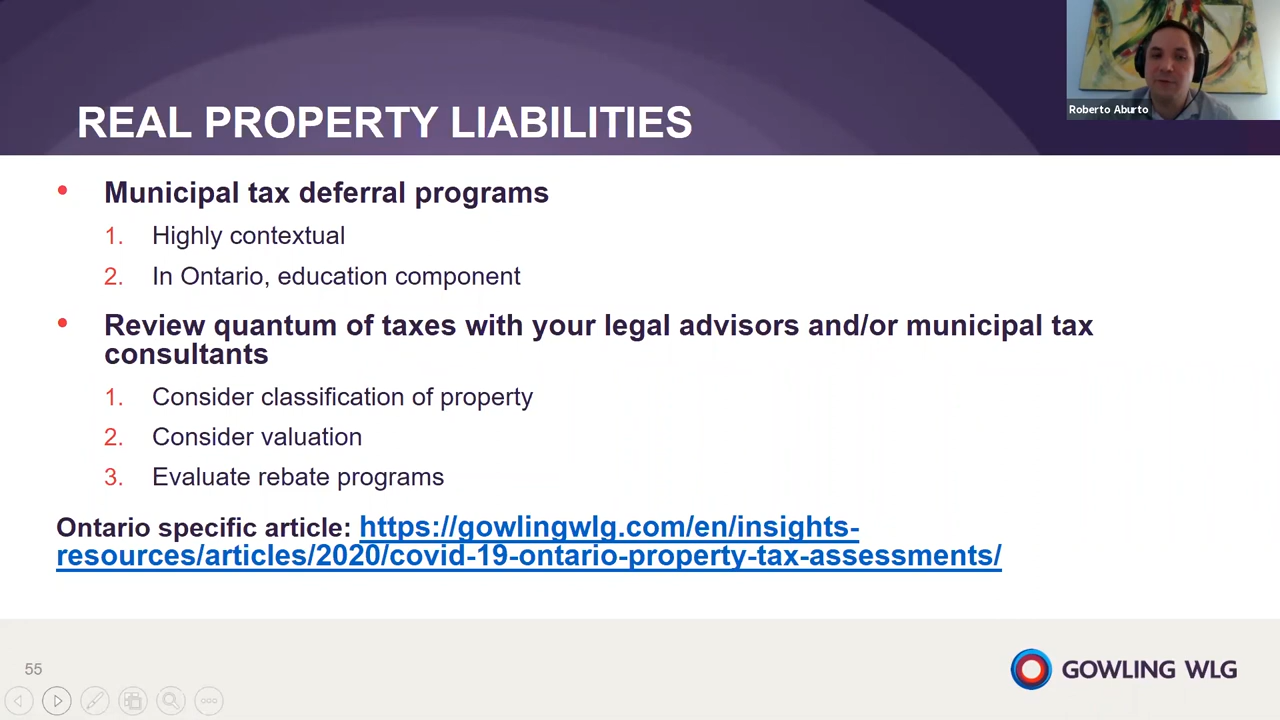 Roberto Aburto
REAL PROPERTY LIABILITIES
• Municipal tax deferral programs
1. Highly contextual
2. In Ontario, education component
• Review quantum of taxes with your legal advisors and/or municipal tax
consultants
1. Consider classification of property
2. Consider valuation
3. Evaluate rebate programs
Ontario specific article: https://gowlingwlg.com/en/insights-
resources/articles/2020/covid-19-ontario-property-tax-assessments/
55
GOWLING WLG